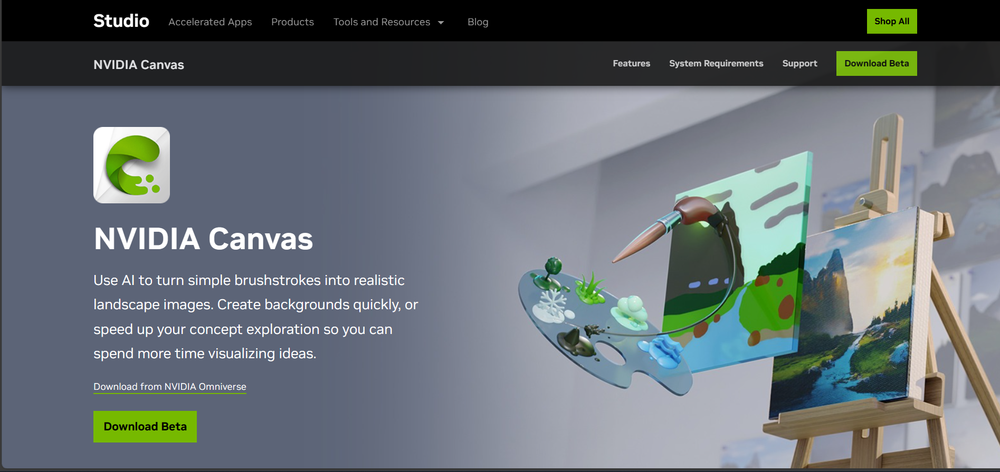 Studio
Accelerated Apps
Products
Tools and Resources
Blog
Shop All
NVIDIA Canvas
Features
System Requirements
Support
Download Beta
NVIDIA Canvas
Use AI to turn simple brushstrokes into realistic
landscape images. Create backgrounds quickly, or
speed up your concept exploration so you can
spend more time visualizing ideas.
Download from NVIDIA Omniverse
Download Beta